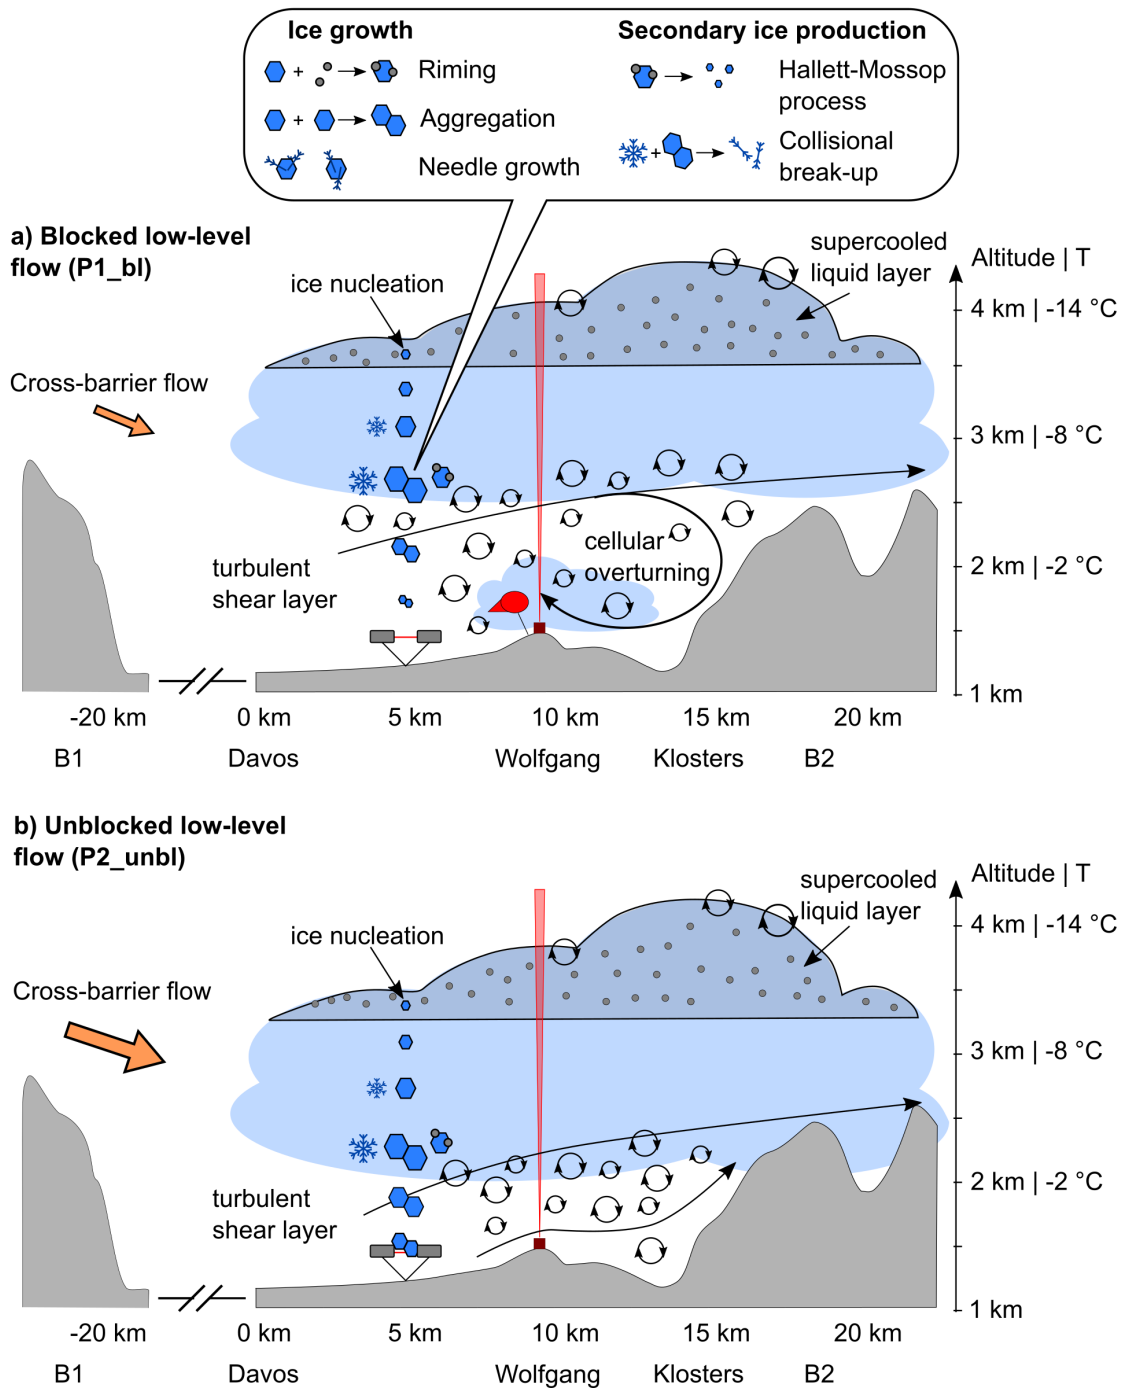 Ice growth
Secondary ice production
+ Riming
+ Aggregation
Needle growth
Hallett-Mossop
process
+ Collisional
break-up
a) Blocked low-level
flow (P1_bl)
ice nucleation
supercooled
liquid layer
Altitude | T
4 km | -14 °C
Cross-barrier flow
3 km | -8 °C
cellular
overturning
turbulent
shear layer
2 km | -2 °C
1 km
-20 km 0 km 5 km 10 km 15 km 20 km
B1 Davos Wolfgang Klosters B2
b) Unblocked low-level
flow (P2_unbl)
ice nucleation
supercooled
liquid layer
Altitude | T
4 km | -14 °C
Cross-barrier flow
3 km | -8 °C
turbulent
shear layer
2 km | -2 °C
1 km
-20 km 0 km 5 km 10 km 15 km 20 km
B1 Davos Wolfgang Klosters B2